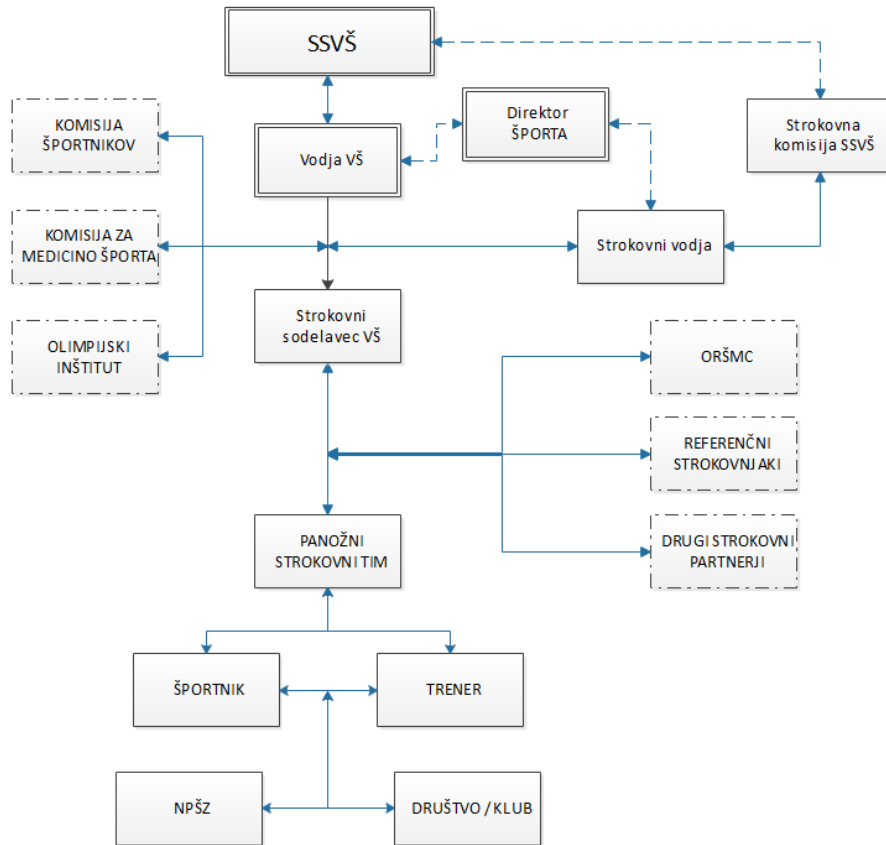 SSVŠ
Direktor
ŠPORTA
KOMISIJA
ŠPORTNIKOV
Vodja VŠ
Strokovna
komisija SSVŠ
KOMISIJA ZA
MEDICINO ŠPORTA
Strokovni vodja
Strokovni
sodelavec VŠ
OLIMPIJSKI
INŠTITUT
ORŠMC
REFERENČNI
STROKOVNJAKI
PANOŽNI
STROKOVNI TIM
DRUGI STROKOVNI
PARTNERJI
ŠPORTNIK
TRENER
NPŠZ
DRUŠTVO / KLUB